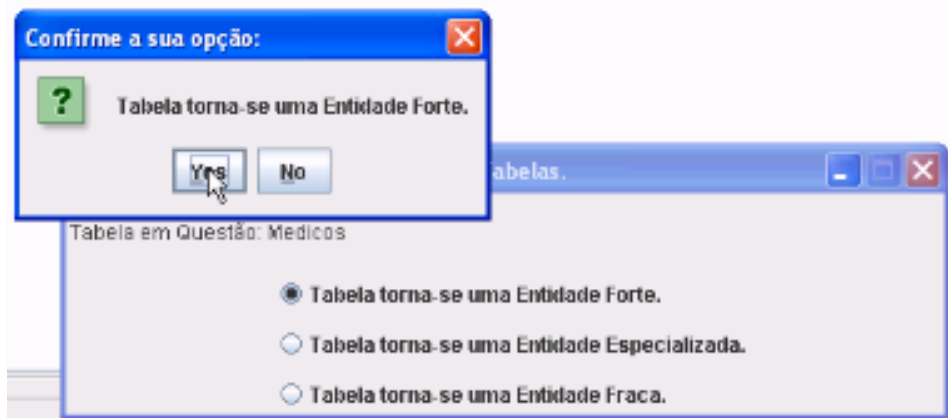 Confirme a sua opção:
Tabela torna-se uma Entidade Forte.
Yes No
abelas.
Tabela em Questão: Medicos
Tabela torna-se uma Entidade Forte.
Tabela torna-se uma Entidade Especializada.
Tabela torna-se uma Entidade Fraca.